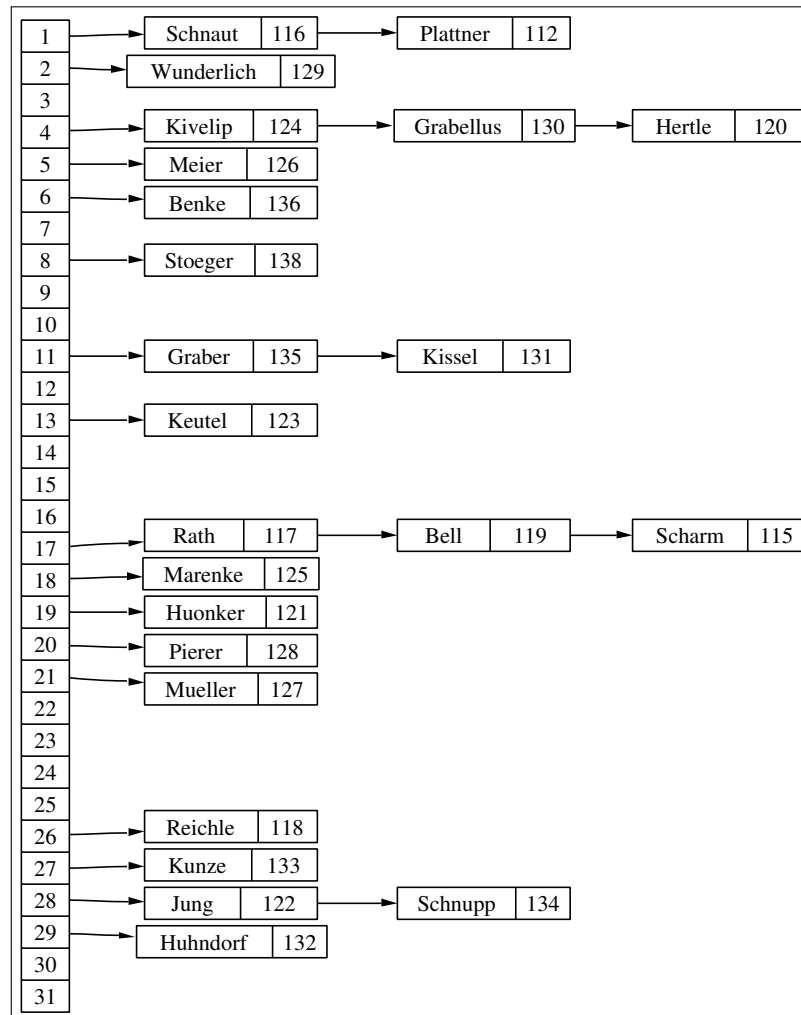 1 Schnaut 116 Plattner 112
2 Wunderlich 129
3
4 Kivelip 124 Grabellus 130 Hertle 120
5 Meier 126
6 Benke 136
7
8 Stoeger 138
9
10
11 Graber 135 Kissel 131
12
13 Keutel 123
14
15
16
17 Rath 117 Bell 119 Scharm 115
18 Marenke 125
19 Huonker 121
20 Pierer 128
21 Mueller 127
22
23
24
25
26 Reichle 118
27 Kunze 133
28 Jung 122 Schnupp 134
29 Huhndorf 132
30
31